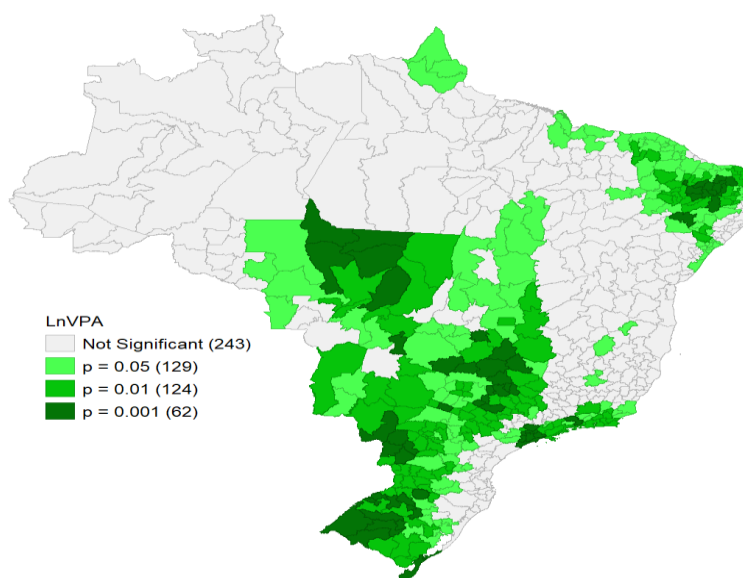 LnVPA
Not Significant (243)
p = 0.05 (129)
p = 0.01 (124)
p = 0.001 (62)